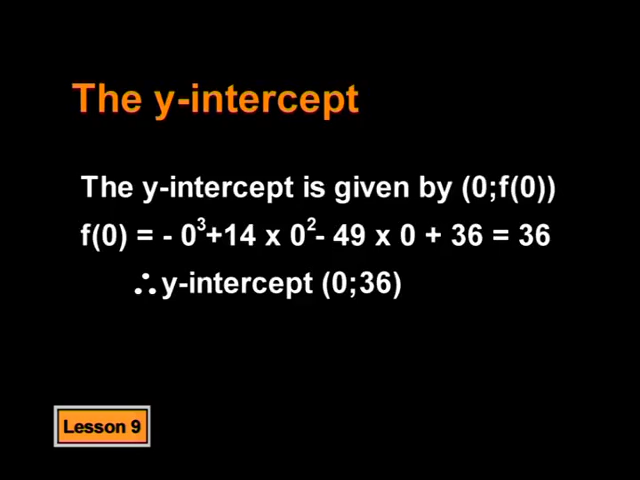 The y-intercept
The y-intercept is given by (0;f(0))
f(0) = - 0³+14 x 0²- 49 x 0 + 36 = 36
∴ y-intercept (0;36)
Lesson 9